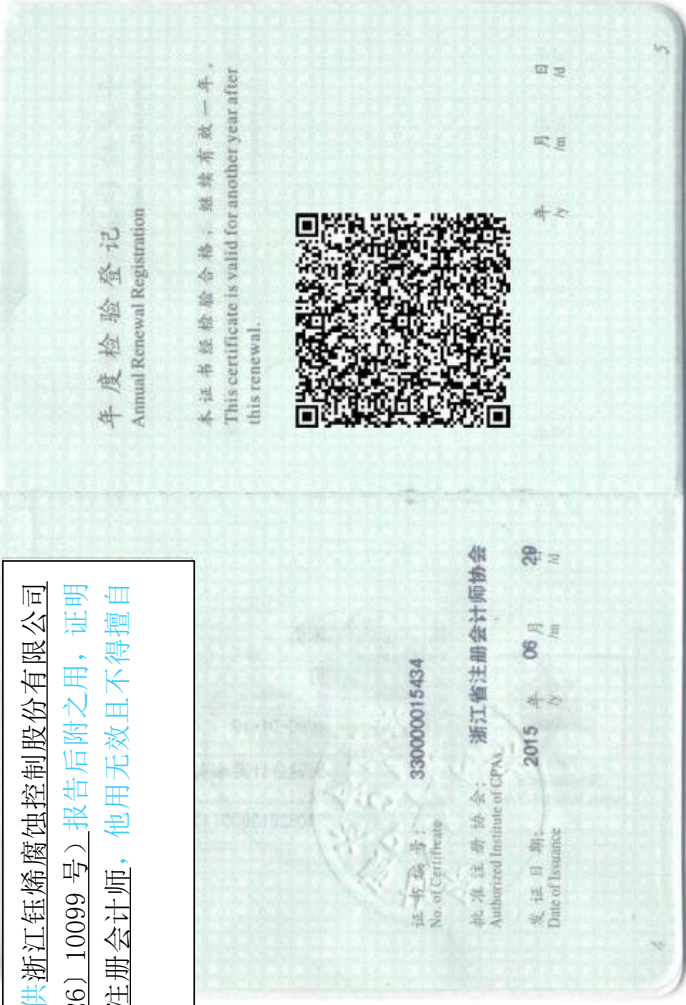 供浙江钰烯腐蚀控制股份有限公司
26〕10099 号）报告后附之用，证明
注册会计师，他用无效且不得擅自
证书编号：
No. of Certificate
330000015434
批准注册协会：
Authorized Institute of CPAs
浙江省注册会计师协会
发证日期：
Date of Issuance
2015 年 06 月 29
/y /m /d
4
年度检验登记
Annual Renewal Registration
本证书经检验合格，继续有效一年。
This certificate is valid for another year after
this renewal.
年 月 日
/y /m /d
5